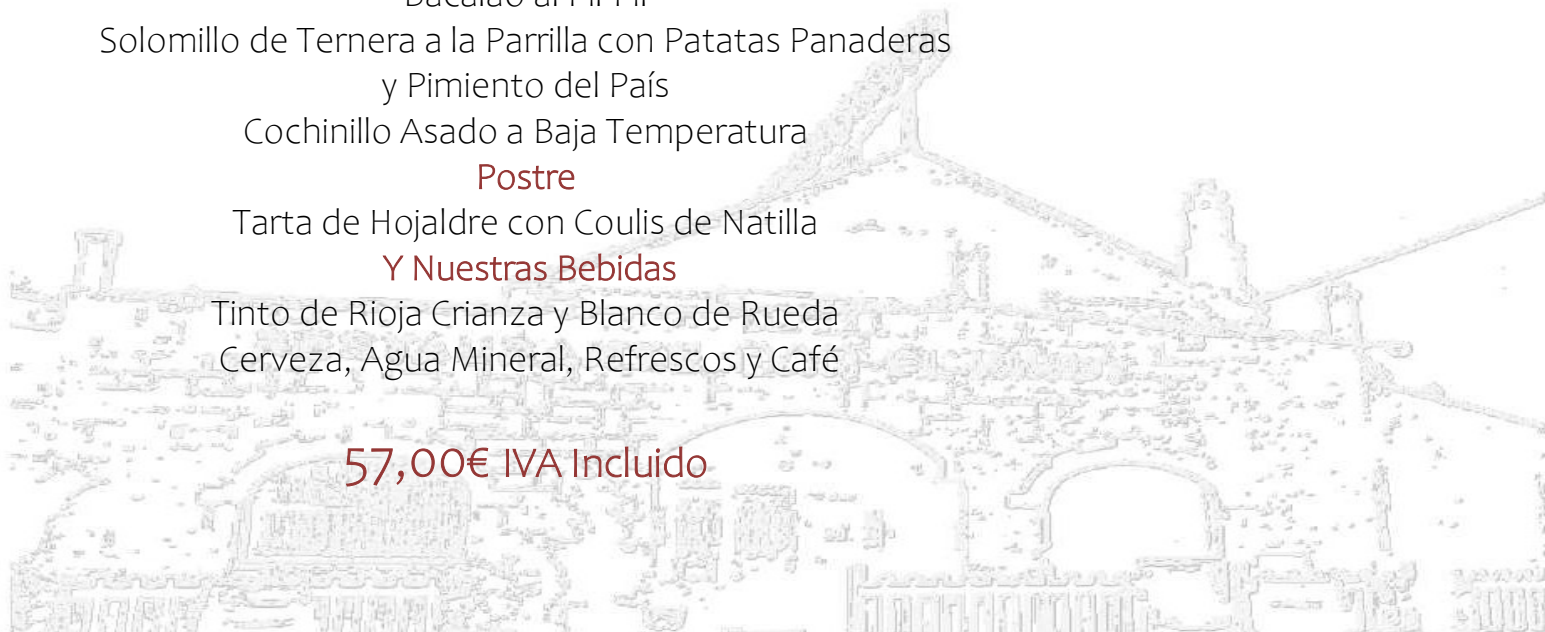 Solomillo de Ternera a la Parrilla con Patatas Panaderas
y Pimiento del País
Cochinillo Asado a Baja Temperatura
Postre
Tarta de Hojaldre con Coulis de Natilla
Y Nuestras Bebidas
Tinto de Rioja Crianza y Blanco de Rueda
Cerveza, Agua Mineral, Refrescos y Café
57,00€ IVA Incluido